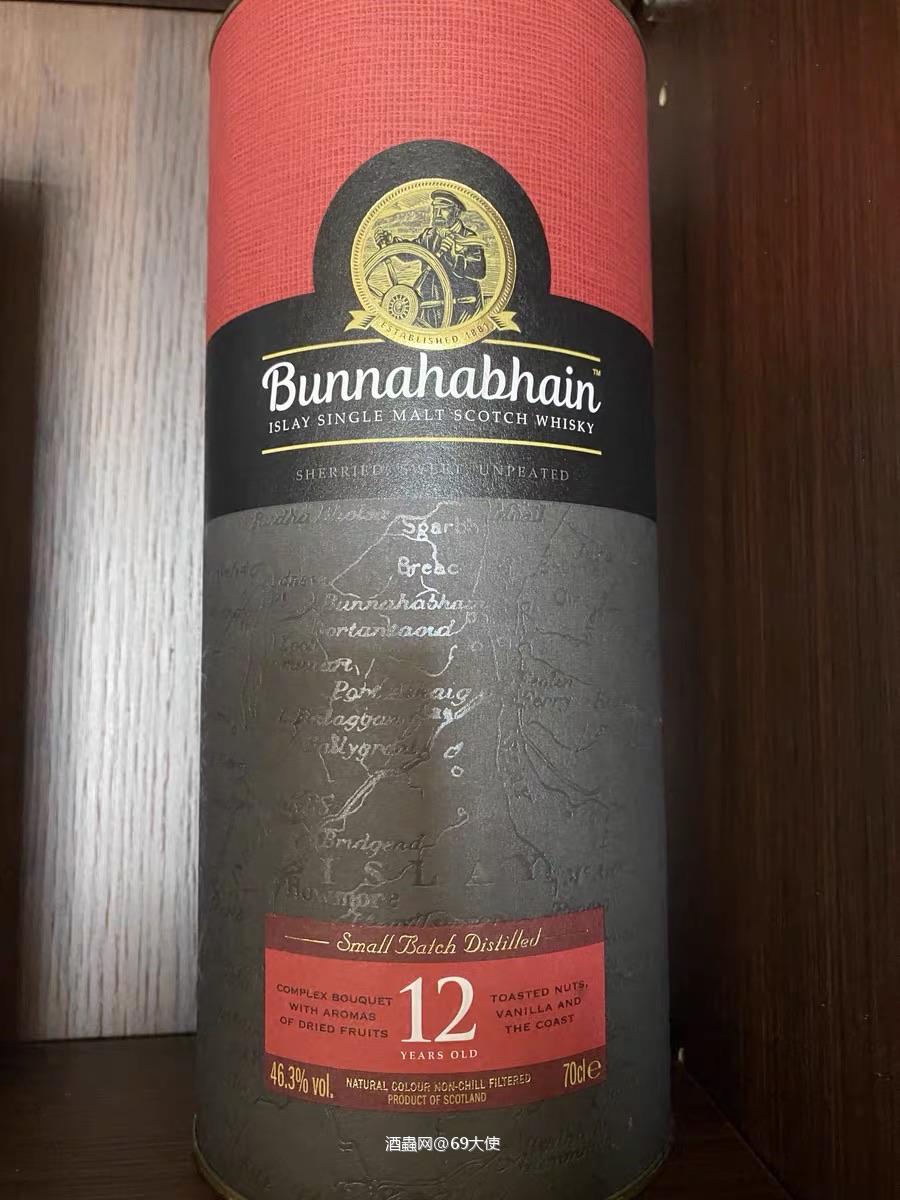 ESTABLISHED 1881
Bunnahabhain™
ISLAY SINGLE MALT SCOTCH WHISKY
SHERRIED, SWEET, UNPEATED
Sgarbh
Breac
Bunnahabhain
Portantaoid
Port Askaig
Ballygrant
Bridgend
ISLAY
Bowmore
Small Batch Distilled
COMPLEX BOUQUET
WITH AROMAS
OF DRIED FRUITS
12
YEARS OLD
TOASTED NUTS,
VANILLA AND
THE COAST
46.3% vol.
NATURAL COLOUR NON-CHILL FILTERED
PRODUCT OF SCOTLAND
70cl e
酒蟲网@69大使